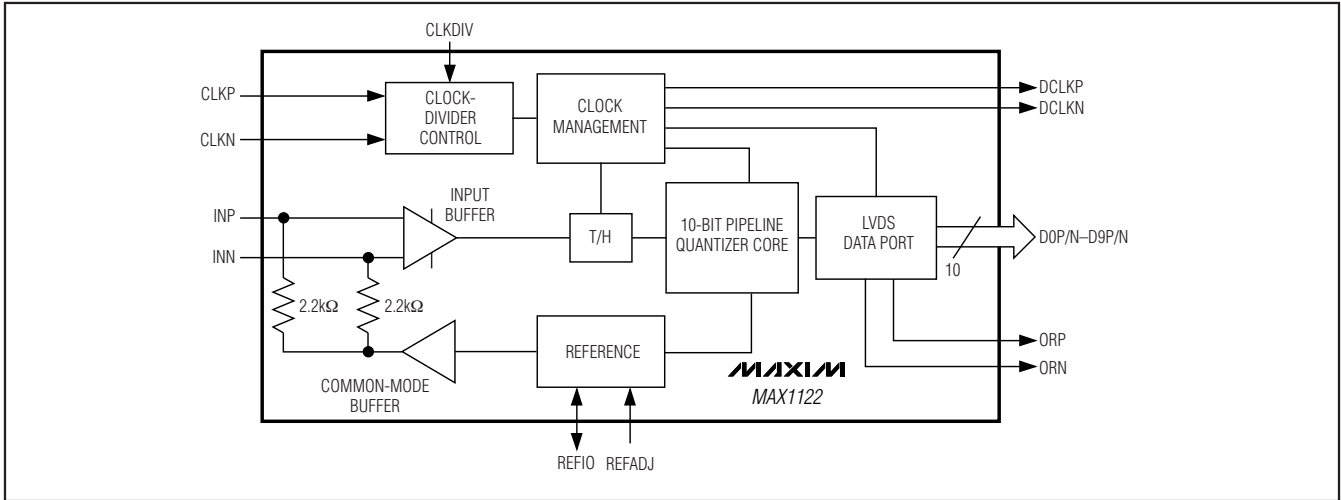 CLKDIV
CLKP
CLKN
CLOCK-
DIVIDER
CONTROL
CLOCK
MANAGEMENT
DCLKP
DCLKN
INP
INN
INPUT
BUFFER
T/H
10-BIT PIPELINE
QUANTIZER CORE
LVDS
DATA PORT
10
D0P/N–D9P/N
2.2kΩ
2.2kΩ
COMMON-MODE
BUFFER
REFERENCE
MAXIM
MAX1122
ORP
ORN
REFIO
REFADJ